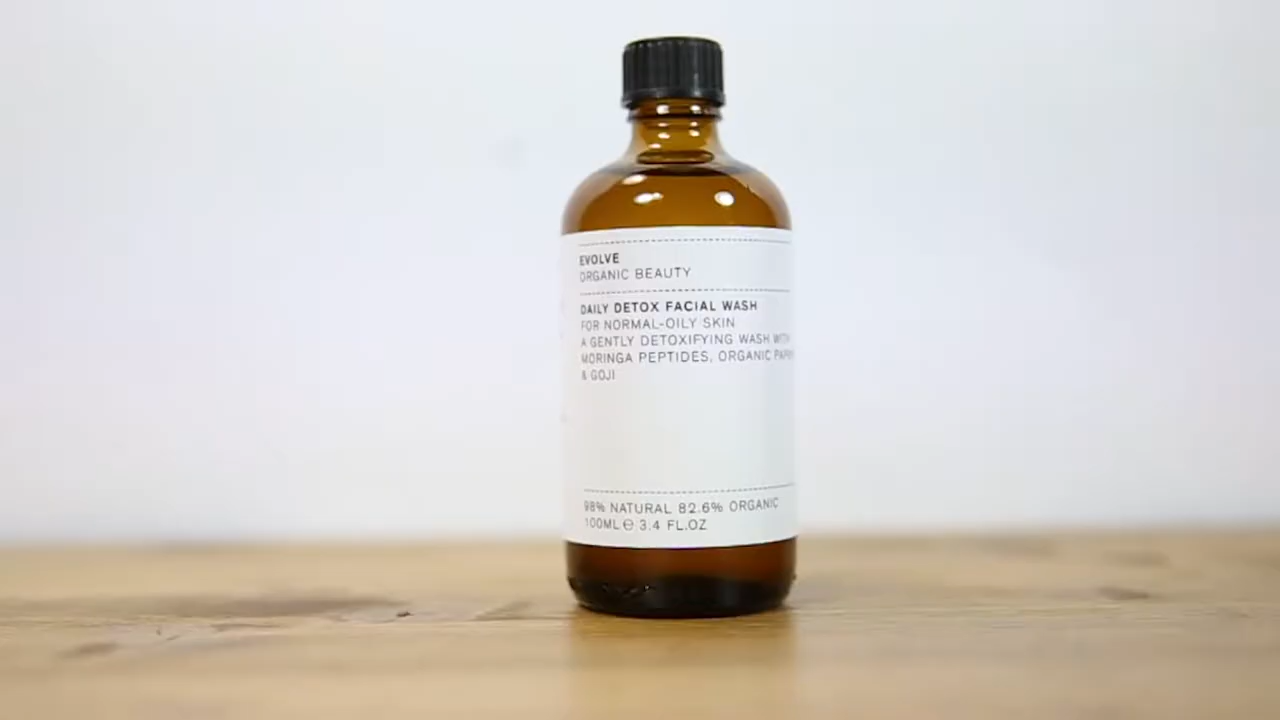 EVOLVE
ORGANIC BEAUTY
DAILY DETOX FACIAL WASH
FOR NORMAL-OILY SKIN
A GENTLY DETOXIFYING WASH WITH
MORINGA PEPTIDES, ORGANIC
& GOJI
98% NATURAL 82.6% ORGANIC
100ML ℮ 3.4 FL.OZ